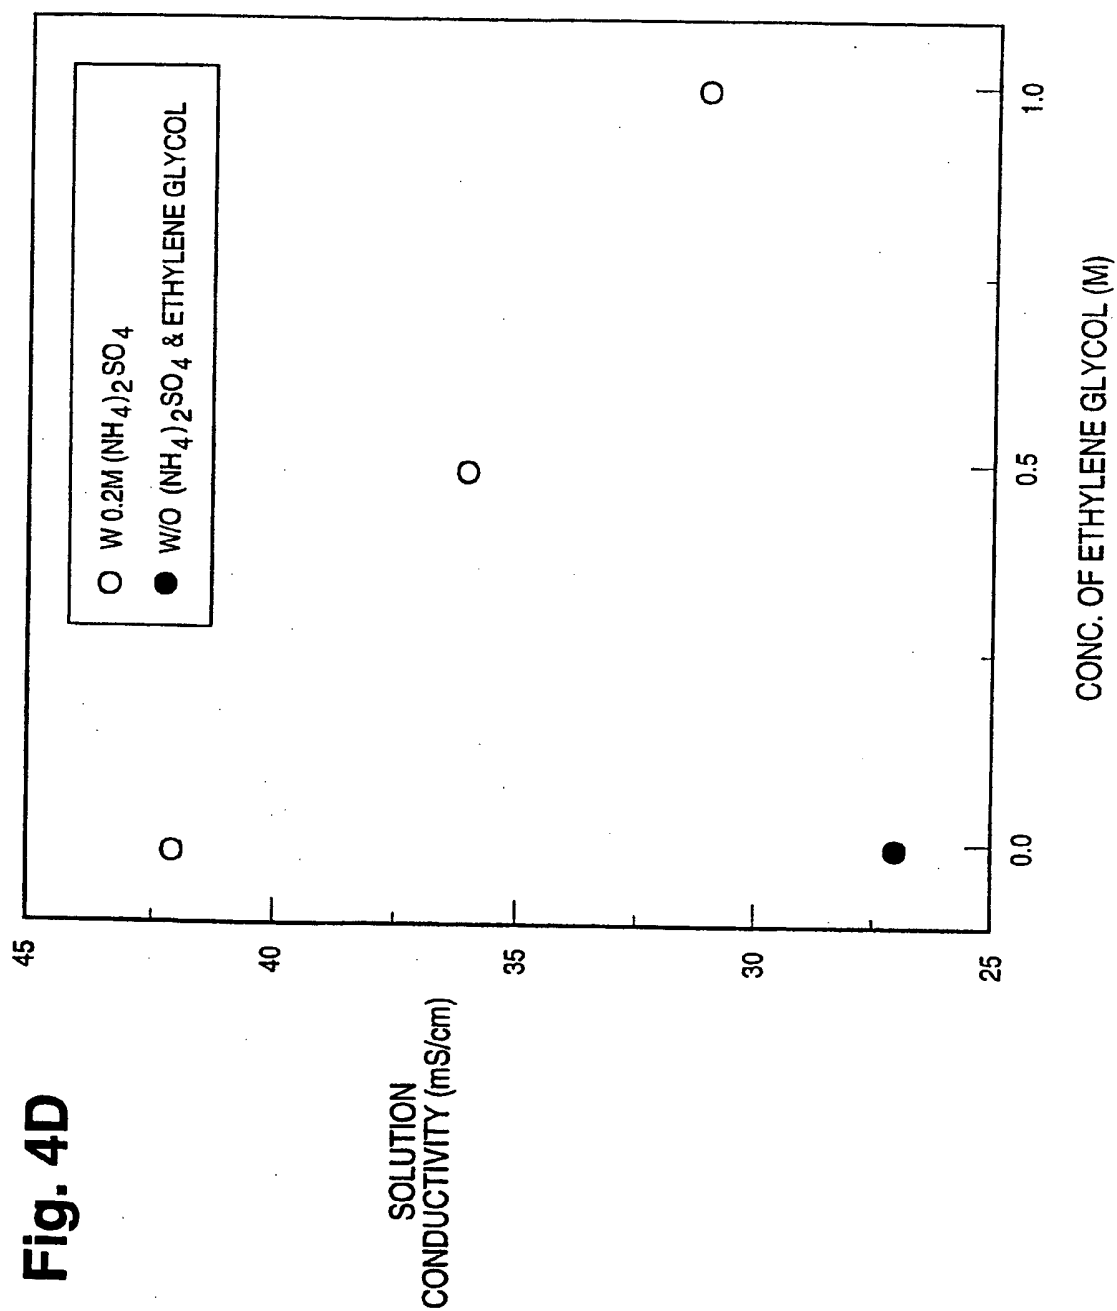 Fig. 4D
SOLUTION
CONDUCTIVITY (mS/cm)
45
40
35
30
25
W 0.2M (NH4)2SO4
W/O (NH4)2SO4 & ETHYLENE GLYCOL
0.0
0.5
1.0
CONC. OF ETHYLENE GLYCOL (M)